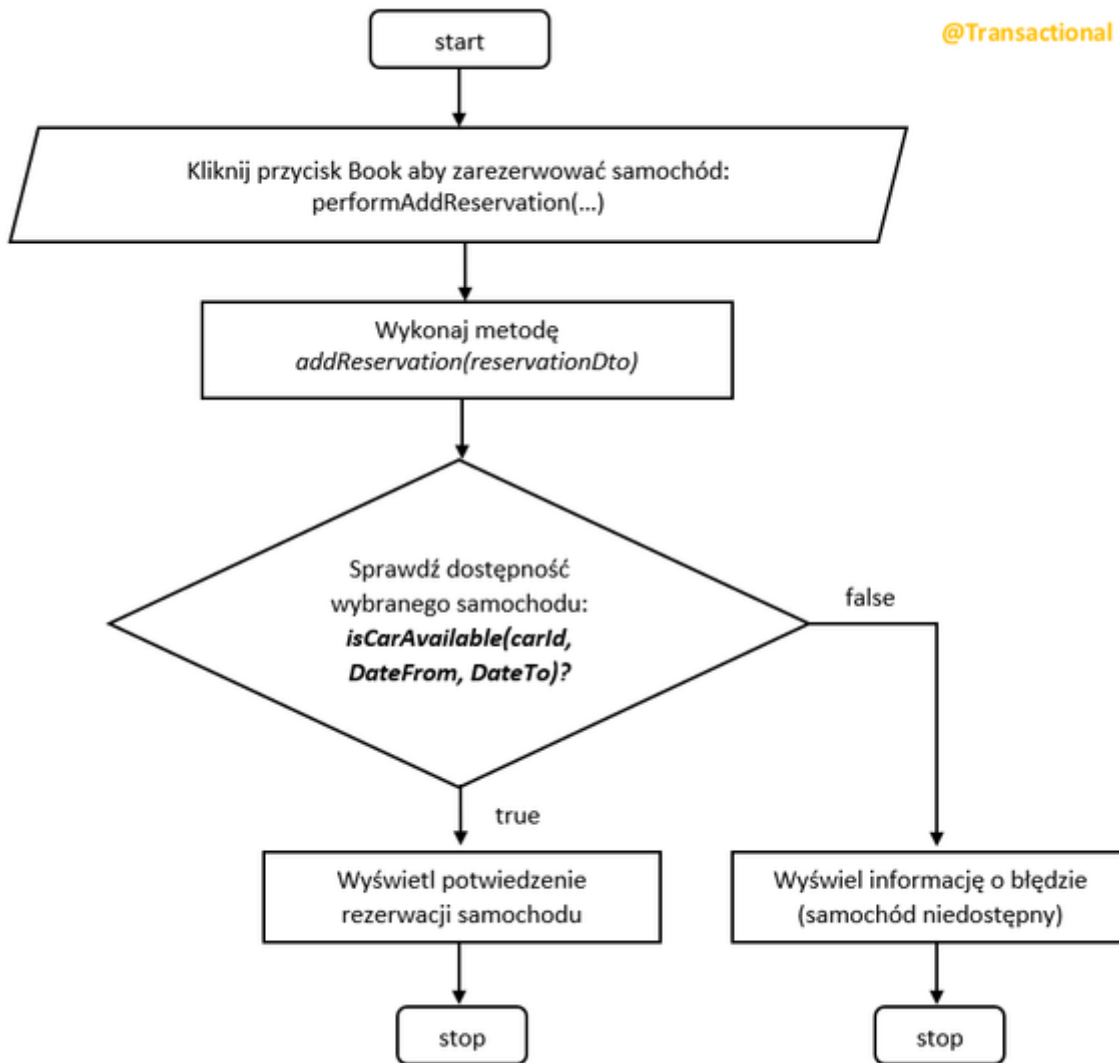 start
@Transactional
Kliknij przycisk Book aby zarezerwować samochód:
performAddReservation(...)
Wykonaj metodę
addReservation(reservationDto)
Sprawdź dostępność
wybranego samochodu:
isCarAvailable(carId,
DateFrom, DateTo)?
false
true
Wyświetl potwiedzenie
rezerwacji samochodu
Wyświel informację o błędzie
(samochód niedostępny)
stop
stop